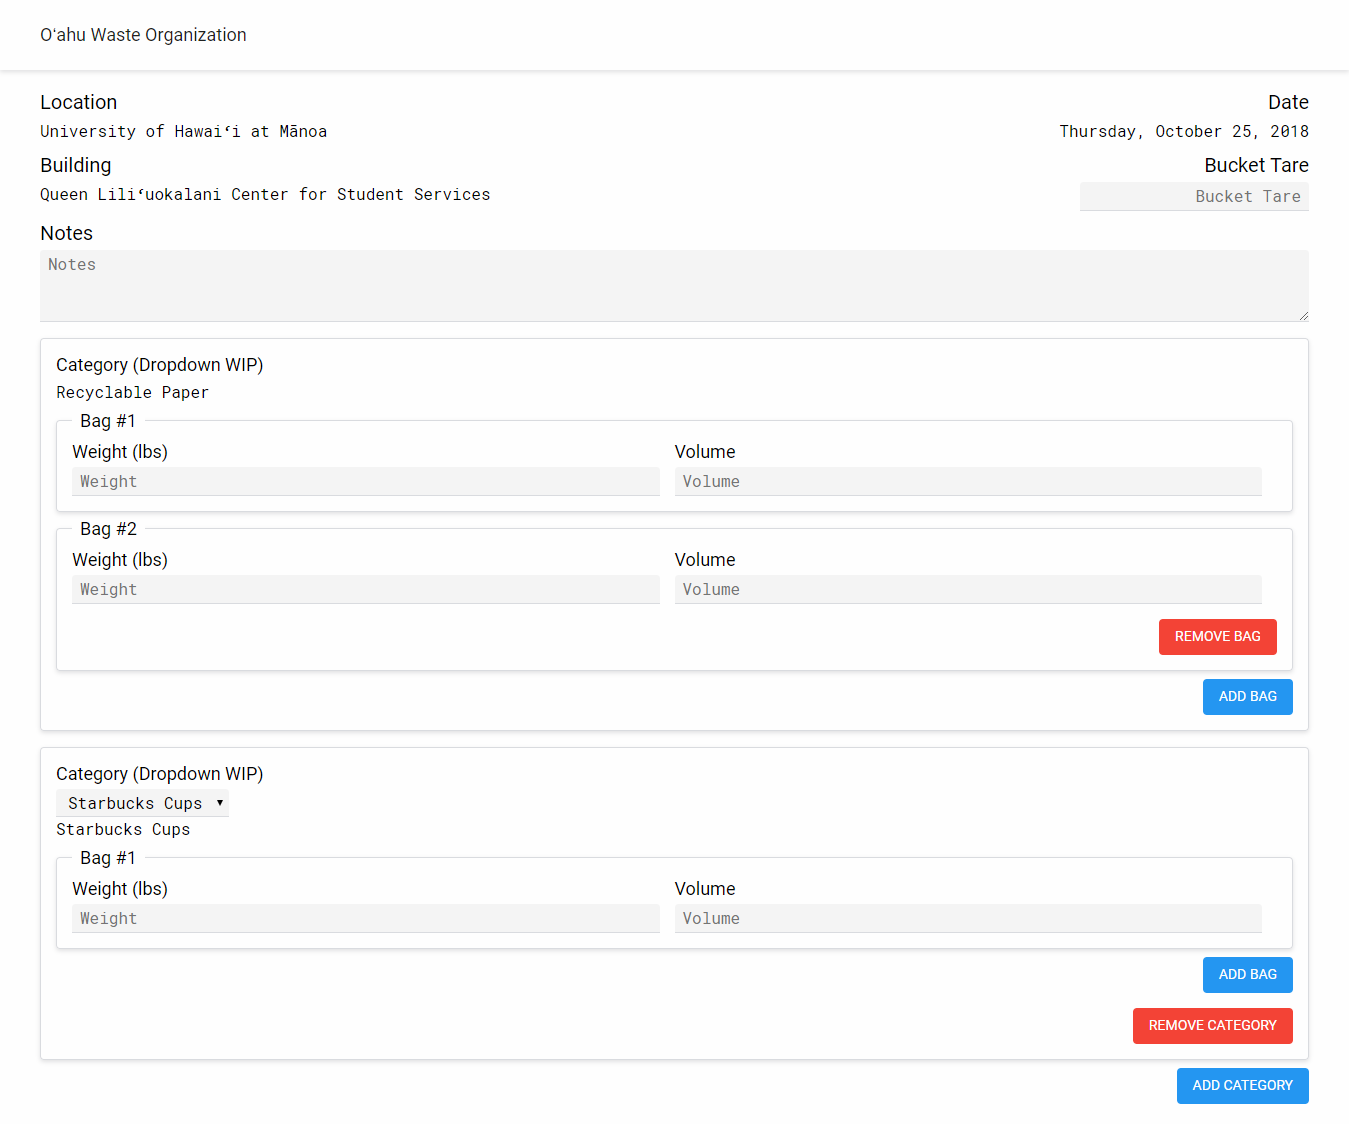 Oʻahu Waste Organization
Location
University of Hawaiʻi at Mānoa
Date
Thursday, October 25, 2018
Building
Queen Liliʻuokalani Center for Student Services
Bucket Tare
Bucket Tare
Notes
Notes
Category (Dropdown WIP)
Recyclable Paper
Bag #1
Weight (lbs) Volume
Weight Volume
Bag #2
Weight (lbs) Volume
Weight Volume
REMOVE BAG
ADD BAG
Category (Dropdown WIP)
Starbucks Cups
Starbucks Cups
Bag #1
Weight (lbs) Volume
Weight Volume
ADD BAG
REMOVE CATEGORY
ADD CATEGORY